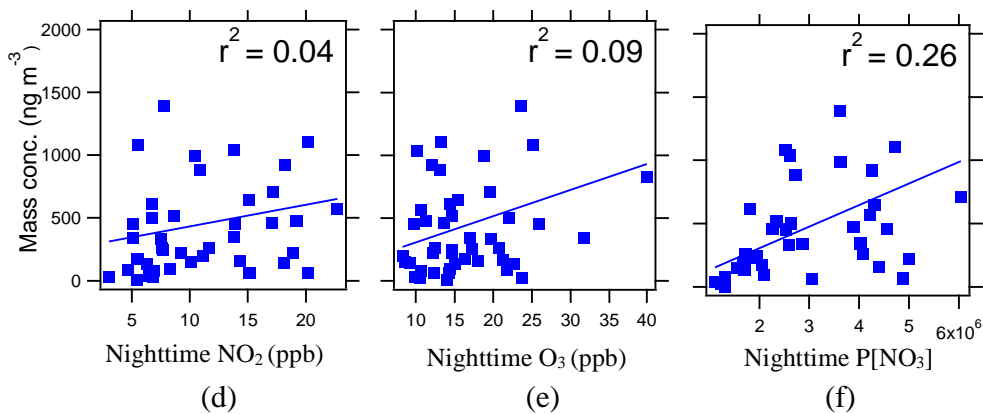 r² = 0.04
r² = 0.09
r² = 0.26
Mass conc. (ng m⁻³)
2000
1500
1000
500
0
5 10 15 20
10 15 20 25 30 35 40
2 3 4 5 6x10⁶
Nighttime NO₂ (ppb)
Nighttime O₃ (ppb)
Nighttime P[NO₃]
(d)
(e)
(f)